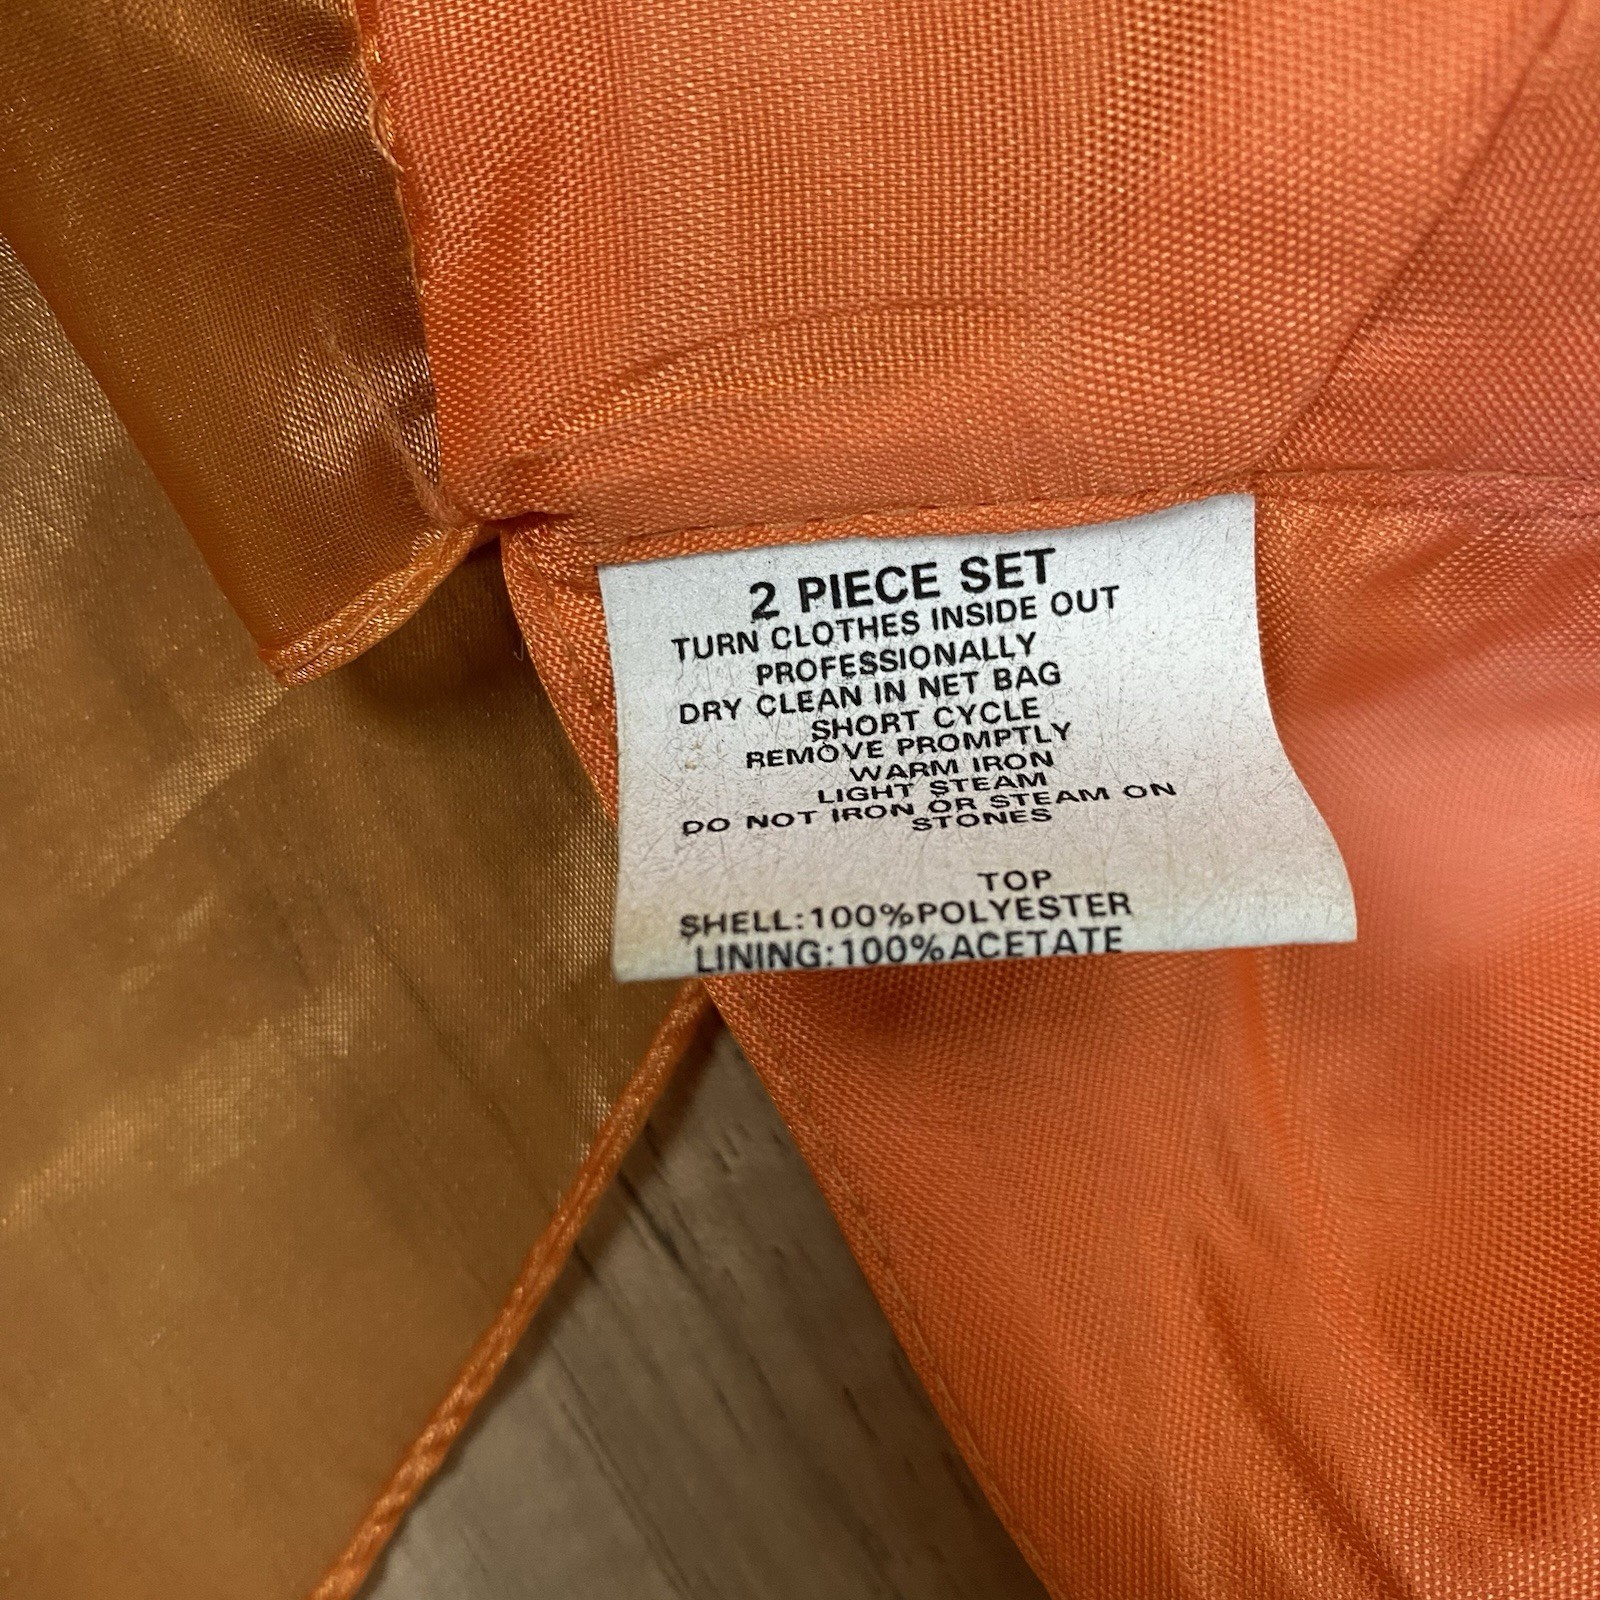 2 PIECE SET
TURN CLOTHES INSIDE OUT
PROFESSIONALLY
DRY CLEAN IN NET BAG
SHORT CYCLE
REMOVE PROMPTLY
WARM IRON
LIGHT STEAM
DO NOT IRON OR STEAM ON
STONES
TOP
SHELL:100%POLYESTER
LINING:100%ACETATE